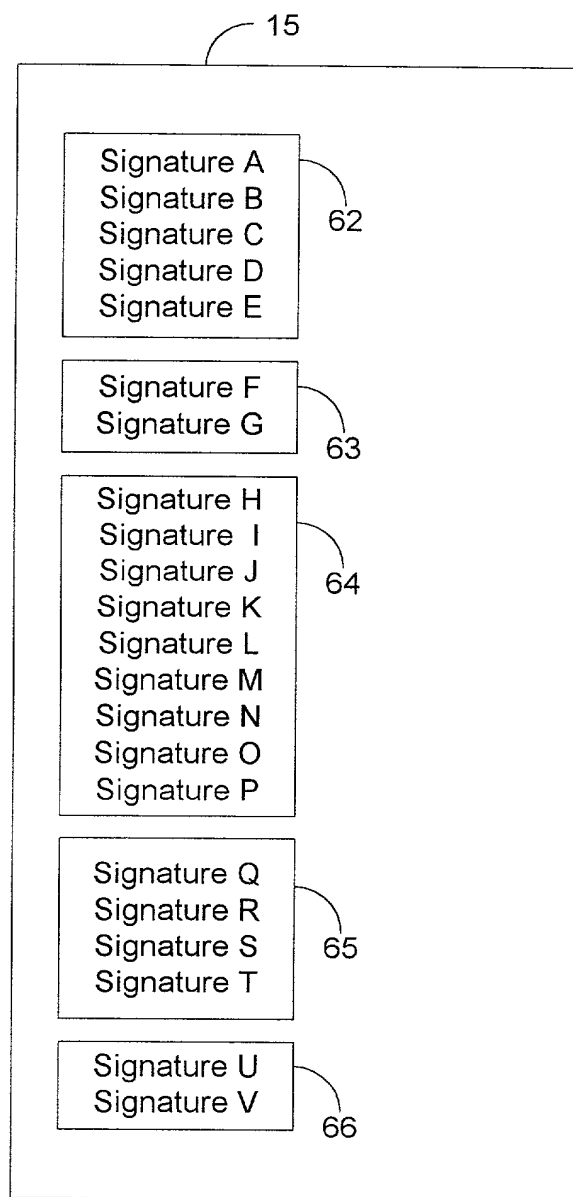 15
Signature A
Signature B
Signature C
Signature D
Signature E
62
Signature F
Signature G
63
Signature H
Signature I
Signature J
Signature K
Signature L
Signature M
Signature N
Signature O
Signature P
64
Signature Q
Signature R
Signature S
Signature T
65
Signature U
Signature V
66